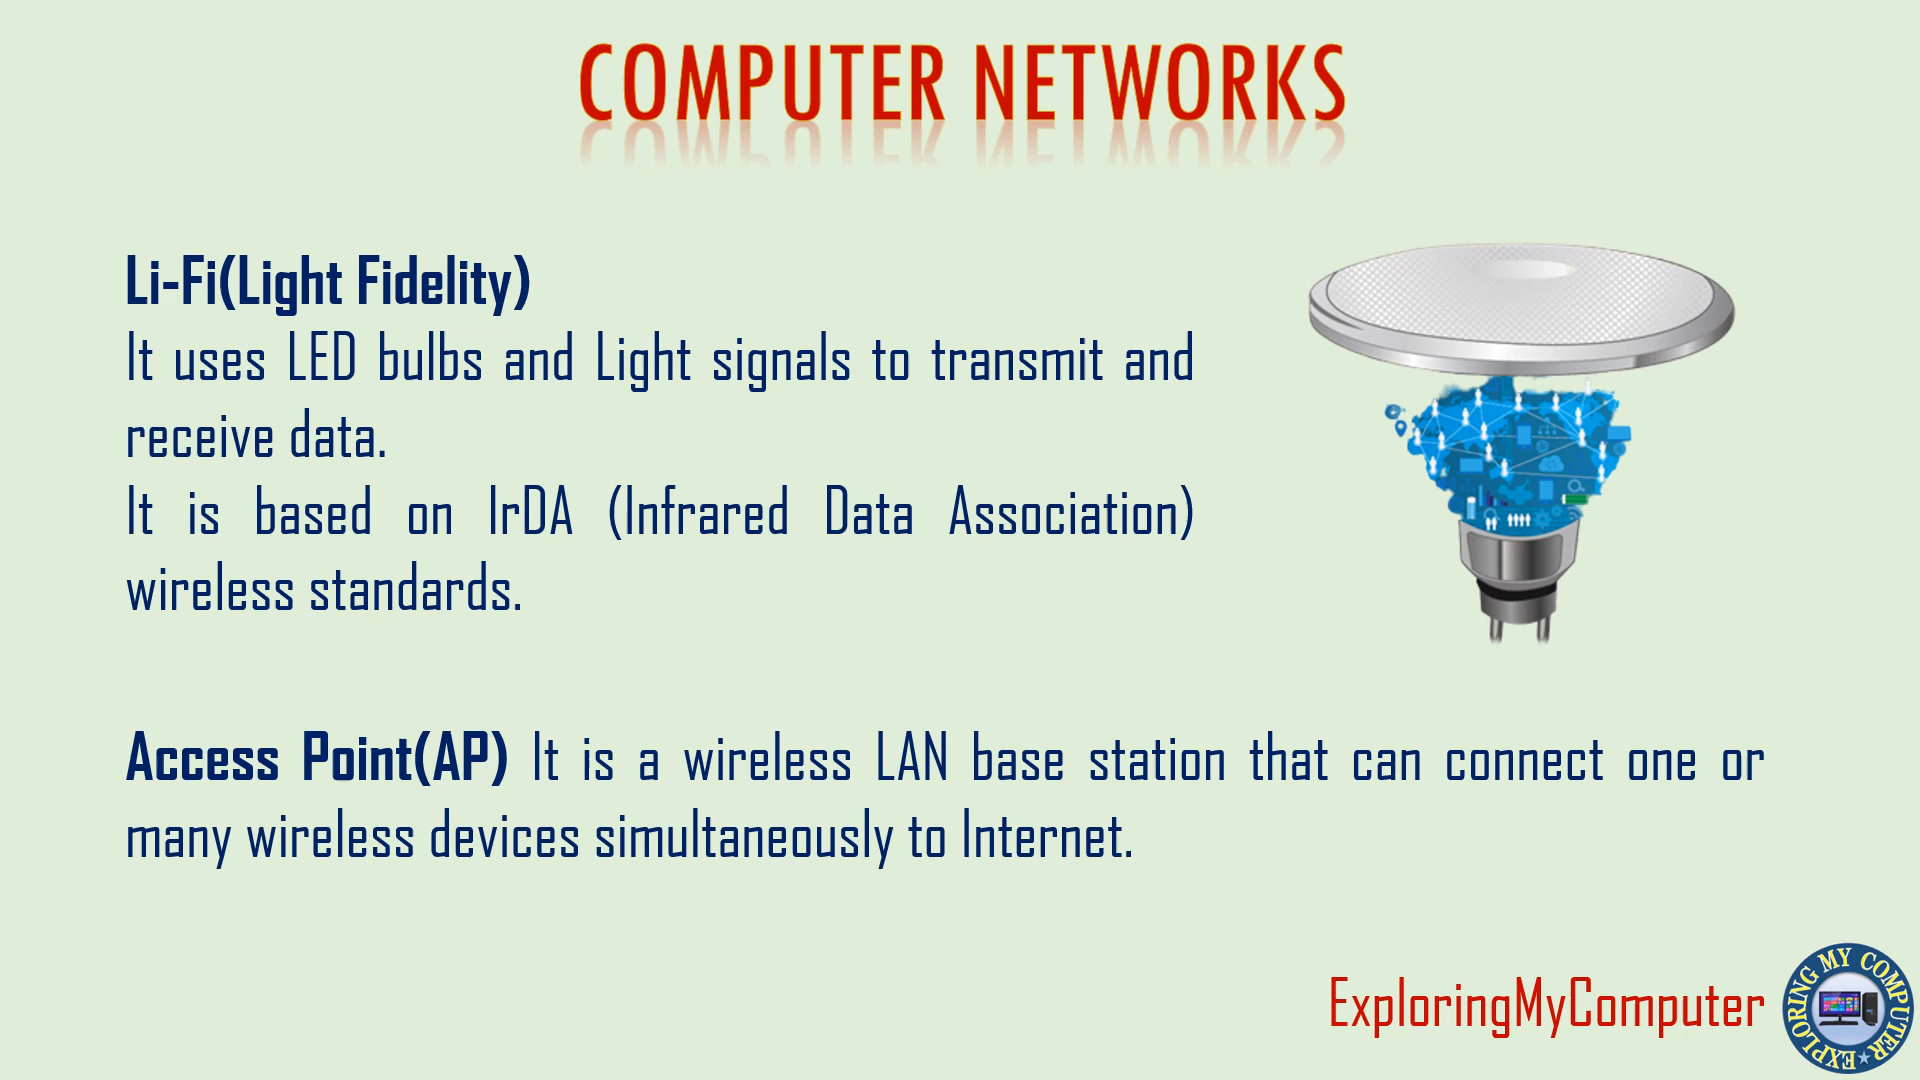 COMPUTER NETWORKS
Li-Fi(Light Fidelity)
It uses LED bulbs and Light signals to transmit and
receive data.
It is based on IrDA (Infrared Data Association)
wireless standards.
Access Point(AP) It is a wireless LAN base station that can connect one or
many wireless devices simultaneously to Internet.
ExploringMyComputer
EXPLORING MY COMPUTER